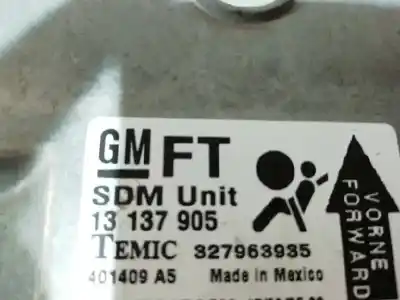 GM FT
SDM Unit
13 137 905
TEMIC 327963935
401409 A5 Made in Mexico
VORNE
FORWARD